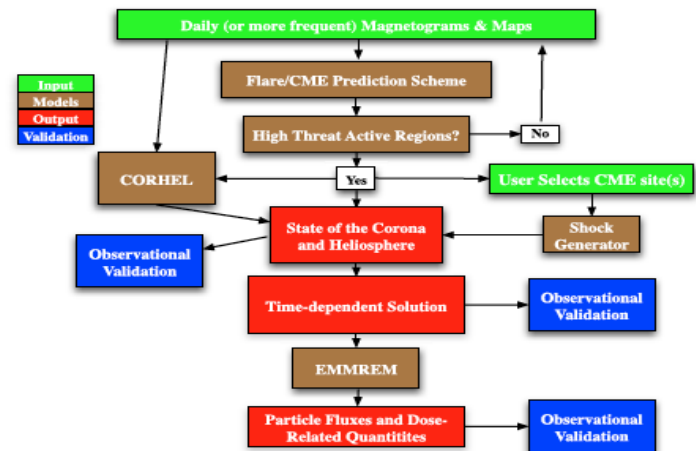 Daily (or more frequent) Magnetograms & Maps
Flare/CME Prediction Scheme
Input
Models
Output
Validation
High Threat Active Regions?
No
CORHEL
Yes
User Selects CME site(s)
State of the Corona
and Heliosphere
Shock
Generator
Observational
Validation
Time-dependent Solution
Observational
Validation
EMMREM
Particle Fluxes and Dose-
Related Quantitites
Observational
Validation